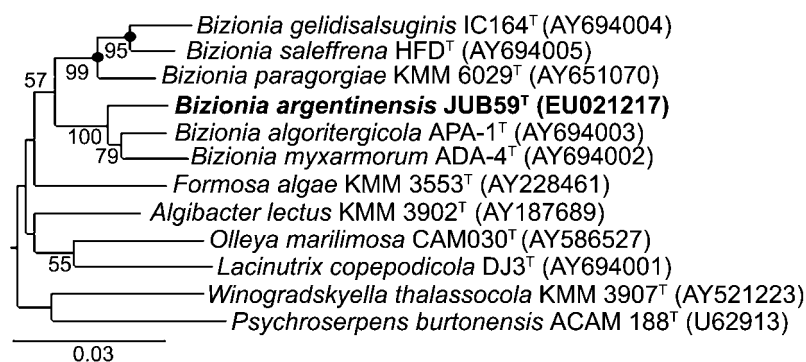 Bizionia gelidisalsuginis IC164ᵀ (AY694004)
95 Bizionia saleffrena HFDᵀ (AY694005)
99 Bizionia paragorgiae KMM 6029ᵀ (AY651070)
57
Bizionia argentinensis JUB59ᵀ (EU021217)
100 Bizionia algoritergicola APA-1ᵀ (AY694003)
79 Bizionia myxarmorum ADA-4ᵀ (AY694002)
Formosa algae KMM 3553ᵀ (AY228461)
Algibacter lectus KMM 3902ᵀ (AY187689)
Olleya marilimosa CAM030ᵀ (AY586527)
55 Lacinutrix copepodicola DJ3ᵀ (AY694001)
Winogradskyella thalassocola KMM 3907ᵀ (AY521223)
Psychroserpens burtonensis ACAM 188ᵀ (U62913)
0.03